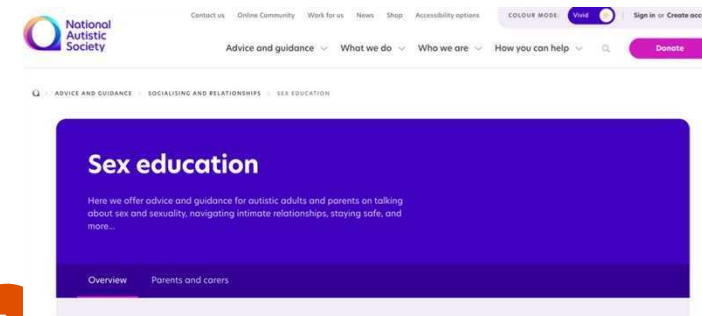 National
Autistic
Society
Contact us Online Community Work for us News Shop Accessibility options COLOUR MODE: Vivid Sign in or Create acco
Advice and guidance What we do Who we are How you can help Donate
ADVICE AND GUIDANCE SOCIALISING AND RELATIONSHIPS SEX EDUCATION
Sex education
Here we offer advice and guidance for autistic adults and parents on talking
about sex and sexuality, navigating intimate relationships, staying safe, and
more...
Overview Parents and carers